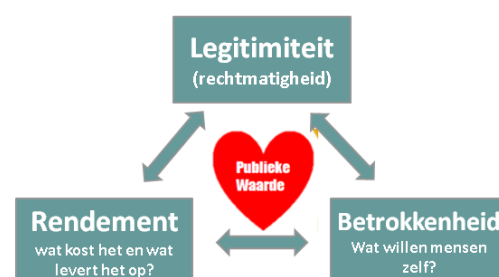 Legitimiteit
(rechtmatigheid)
Publieke
Waarde
Rendement
wat kost het en wat
levert het op?
Betrokkenheid
Wat willen mensen
zelf?